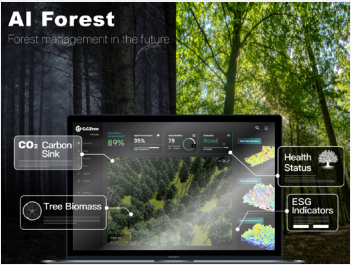 AI Forest
Forest management in the future
89%
35%
79
Good
CO₂ Carbon
Sink
Health
Status
Tree Biomass
ESG
Indicators